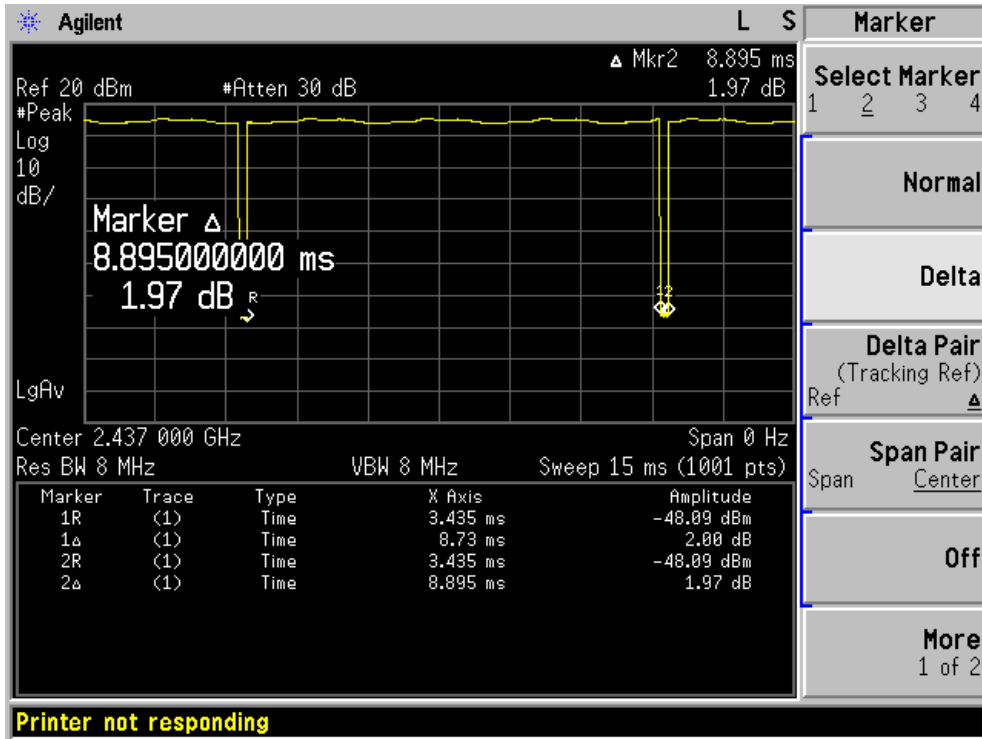 Agilent L S Marker
Δ Mkr2 8.895 ms
Ref 20 dBm #Atten 30 dB 1.97 dB
#Peak
Log
10
dB/
Marker Δ
8.895000000 ms
1.97 dB
R
12
LgAv
Center 2.437 000 GHz Span 0 Hz
Res BW 8 MHz VBW 8 MHz Sweep 15 ms (1001 pts)
Marker Trace Type X Axis Amplitude
1R (1) Time 3.435 ms -48.09 dBm
1Δ (1) Time 8.73 ms 2.00 dB
2R (1) Time 3.435 ms -48.09 dBm
2Δ (1) Time 8.895 ms 1.97 dB
Select Marker
1 2 3 4
Normal
Delta
Delta Pair
(Tracking Ref)
Ref Δ
Span Pair
Span Center
Off
More
1 of 2
Printer not responding